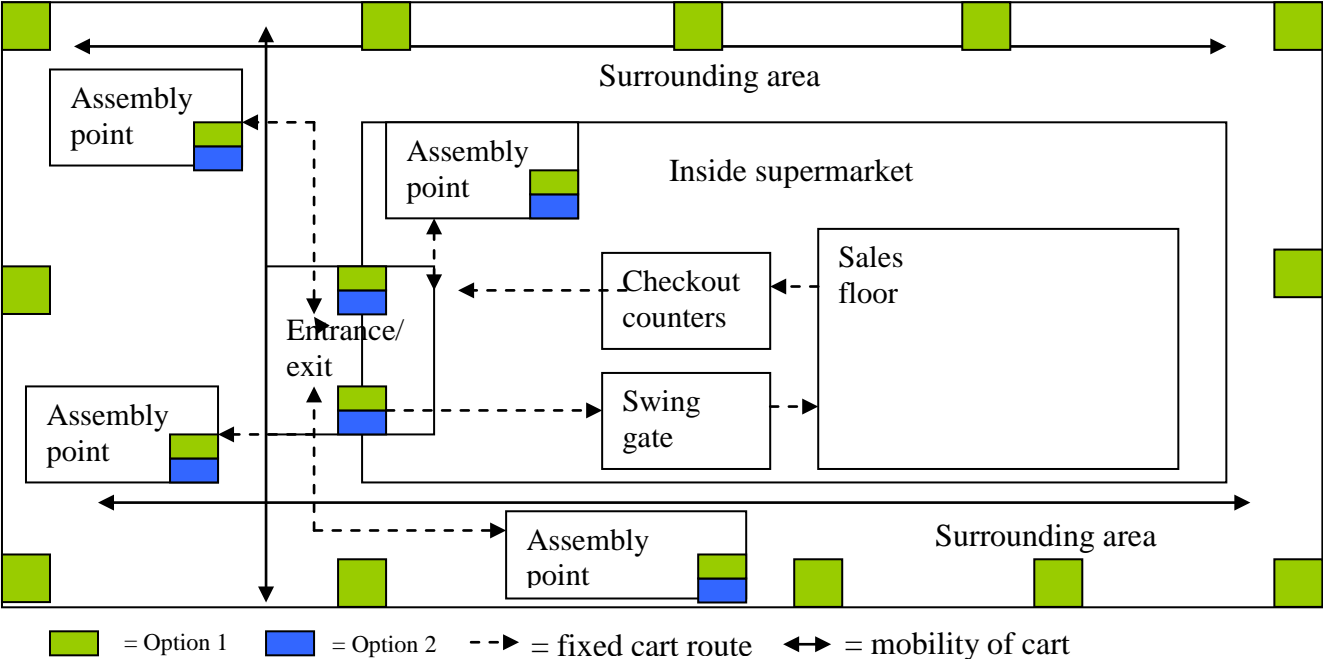 Surrounding area
Assembly
point
Assembly
point
Inside supermarket
Sales
floor
Checkout
counters
Entrance/
exit
Assembly
point
Swing
gate
Assembly
point
Surrounding area
= Option 1
= Option 2
= fixed cart route
= mobility of cart